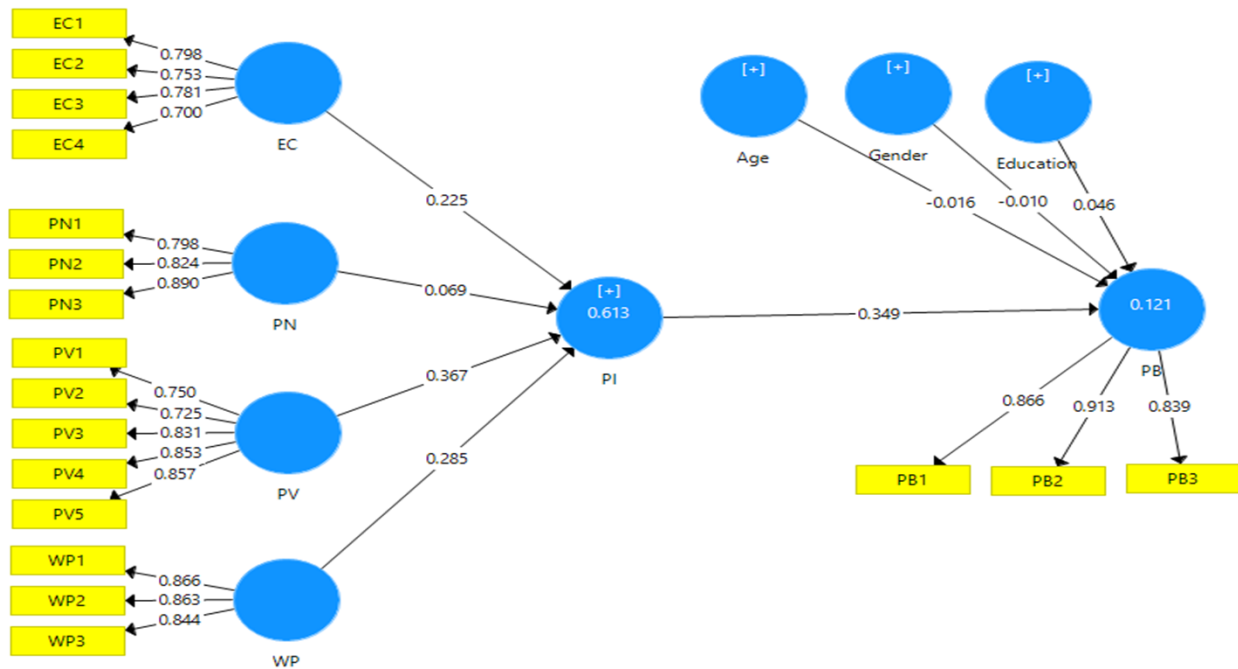 EC1
EC2
EC3
EC4
0.798
0.753
0.781
0.700
EC
0.225
PN1
PN2
PN3
0.798
0.824
0.890
PN
0.069
PV1
PV2
PV3
PV4
PV5
0.750
0.725
0.831
0.853
0.857
PV
0.367
WP1
WP2
WP3
0.866
0.863
0.844
WP
0.285
[+]
0.613
PI
0.349
[+]
Age
-0.016
[+]
Gender
-0.010
[+]
Education
0.046
0.121
PB
0.866
0.913
0.839
PB1
PB2
PB3